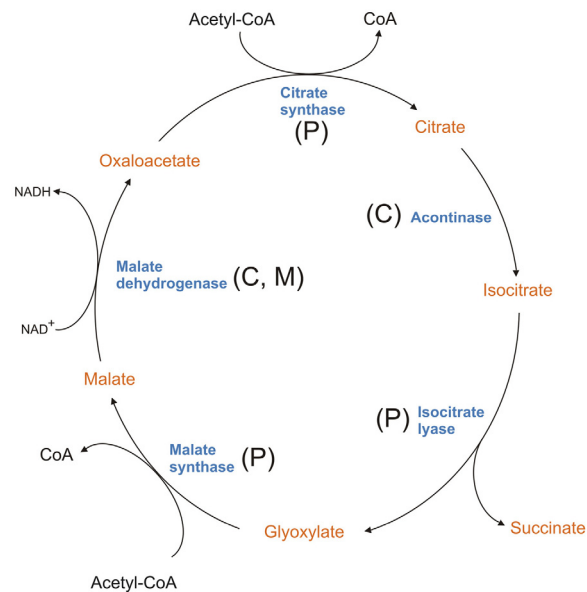 Acetyl-CoA
CoA
Citrate
synthase
(P)
Citrate
Oxaloacetate
NADH
(C) Acontinase
Malate
dehydrogenase (C, M)
Isocitrate
NAD+
Malate
(P) Isocitrate
lyase
CoA
Malate
synthase (P)
Glyoxylate
Succinate
Acetyl-CoA